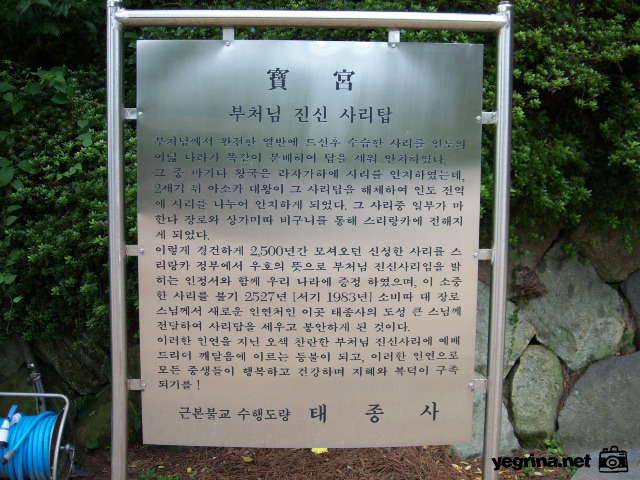 寶宮
부처님 진신 사리탑
부처님께서 완전한 열반에 드신후 수습한 사리를 인도의
여덟 나라가 똑같이 분배하여 탑을 세워 안치하였다.
그 중 마가다 왕국은 라자가하에 사리를 안치하였는데,
2세기 뒤 아소카 대왕이 그 사리탑을 해체하여 인도 전역
에 사리를 나누어 안치하게 되었다. 그 사리중 일부가 마
힌다 장로와 상기미따 비구니를 통해 스리랑카에 전해지
게 되었다.
이렇게 경건하게 2,500년간 모셔오던 신성한 사리를 스
리랑카 정부에서 우호의 뜻으로 부처님 진신사리임을 밝
히는 인정서와 함께 우리 나라에 증정 하였으며, 이 소중
한 사리를 불기 2527년 [서기 1983년] 소비따 대 장로
스님께서 새로운 인연처인 이곳 태종사의 도성 큰 스님께
전달하여 사리탑을 세우고 봉안하게 된 것이다.
이러한 인연을 지닌 오색 찬란한 부처님 진신사리에 예배
드리어 깨달음에 이르는 등불이 되고, 이러한 인연으로
모든 중생들이 행복하고 건강하며 지혜와 복덕이 구족
되기를!
근본불교 수행도량 태종사
yegrina.net